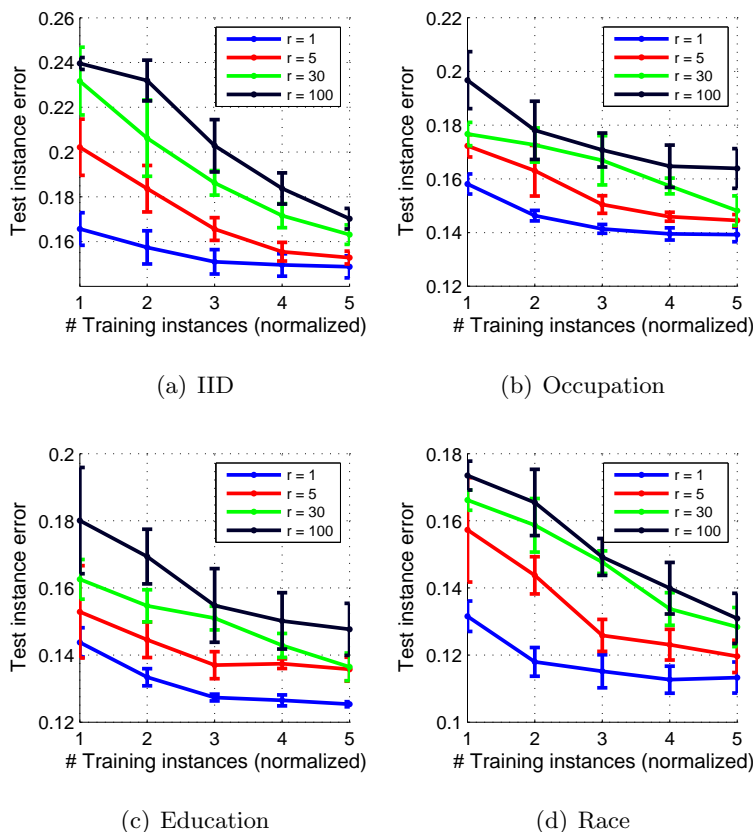 0.26
0.24
0.22
0.2
0.18
0.16
Test instance error
r = 1
r = 5
r = 30
r = 100
1 2 3 4 5
# Training instances (normalized)
(a) IID
0.22
0.2
0.18
0.16
0.14
0.12
Test instance error
r = 1
r = 5
r = 30
r = 100
1 2 3 4 5
# Training instances (normalized)
(b) Occupation
0.2
0.18
0.16
0.14
0.12
Test instance error
r = 1
r = 5
r = 30
r = 100
1 2 3 4 5
# Training instances (normalized)
(c) Education
0.18
0.16
0.14
0.12
0.1
Test instance error
r = 1
r = 5
r = 30
r = 100
1 2 3 4 5
# Training instances (normalized)
(d) Race